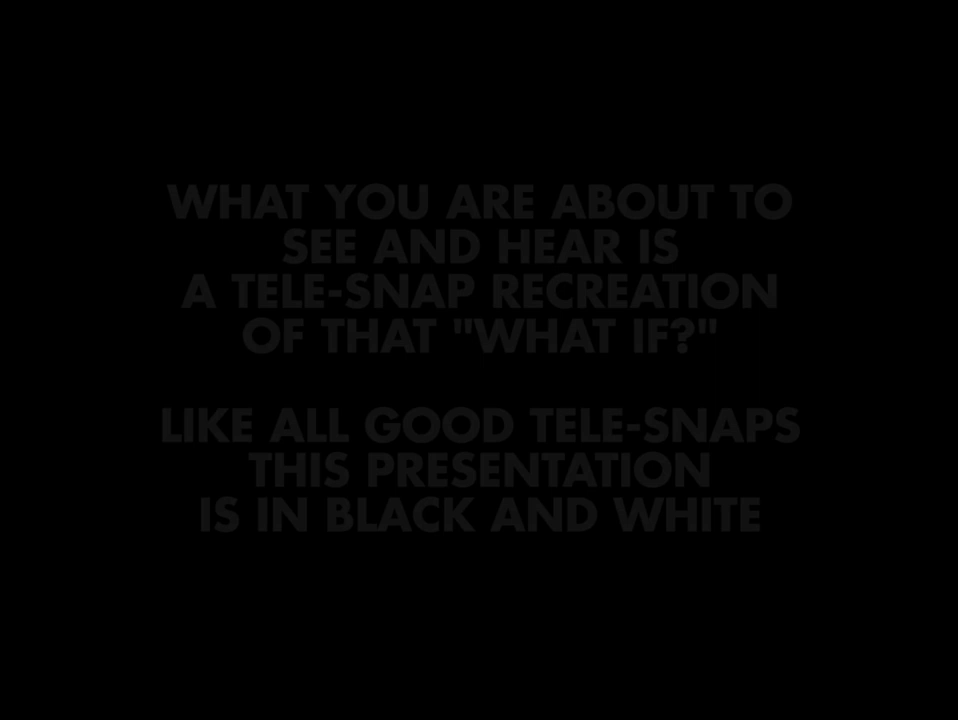 WHAT YOU ARE ABOUT TO
SEE AND HEAR IS
A TELE-SNAP RECREATION
OF THAT "WHAT IF?"
LIKE ALL GOOD TELE-SNAPS
THIS PRESENTATION
IS IN BLACK AND WHITE